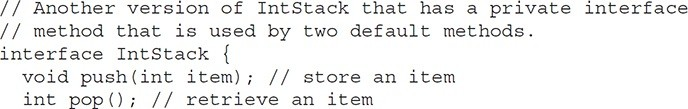 // Another version of IntStack that has a private interface
// method that is used by two default methods.
interface IntStack {
  void push(int item); // store an item
  int pop(); // retrieve an item